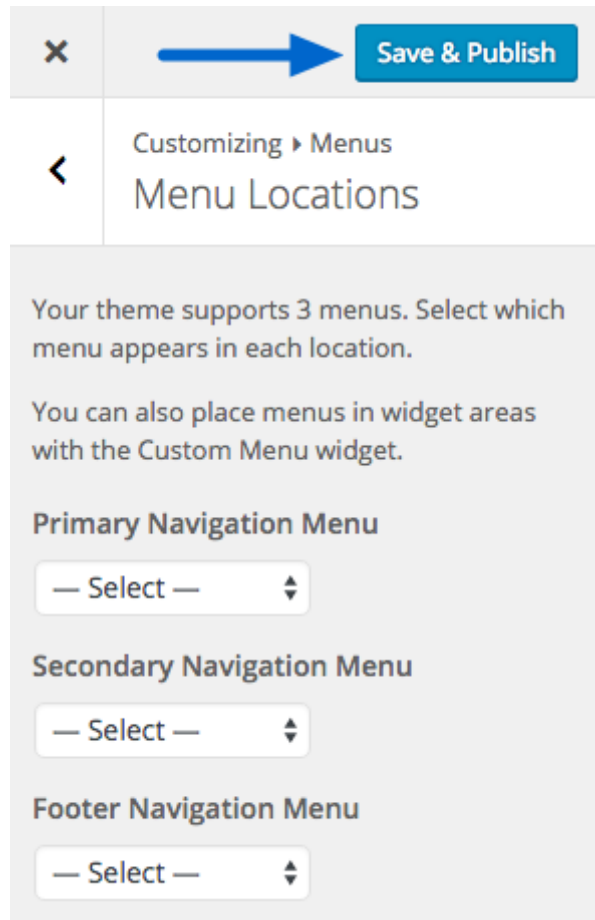 Save & Publish
Customizing ▸ Menus
Menu Locations
Your theme supports 3 menus. Select which
menu appears in each location.
You can also place menus in widget areas
with the Custom Menu widget.
Primary Navigation Menu
— Select —
Secondary Navigation Menu
— Select —
Footer Navigation Menu
— Select —